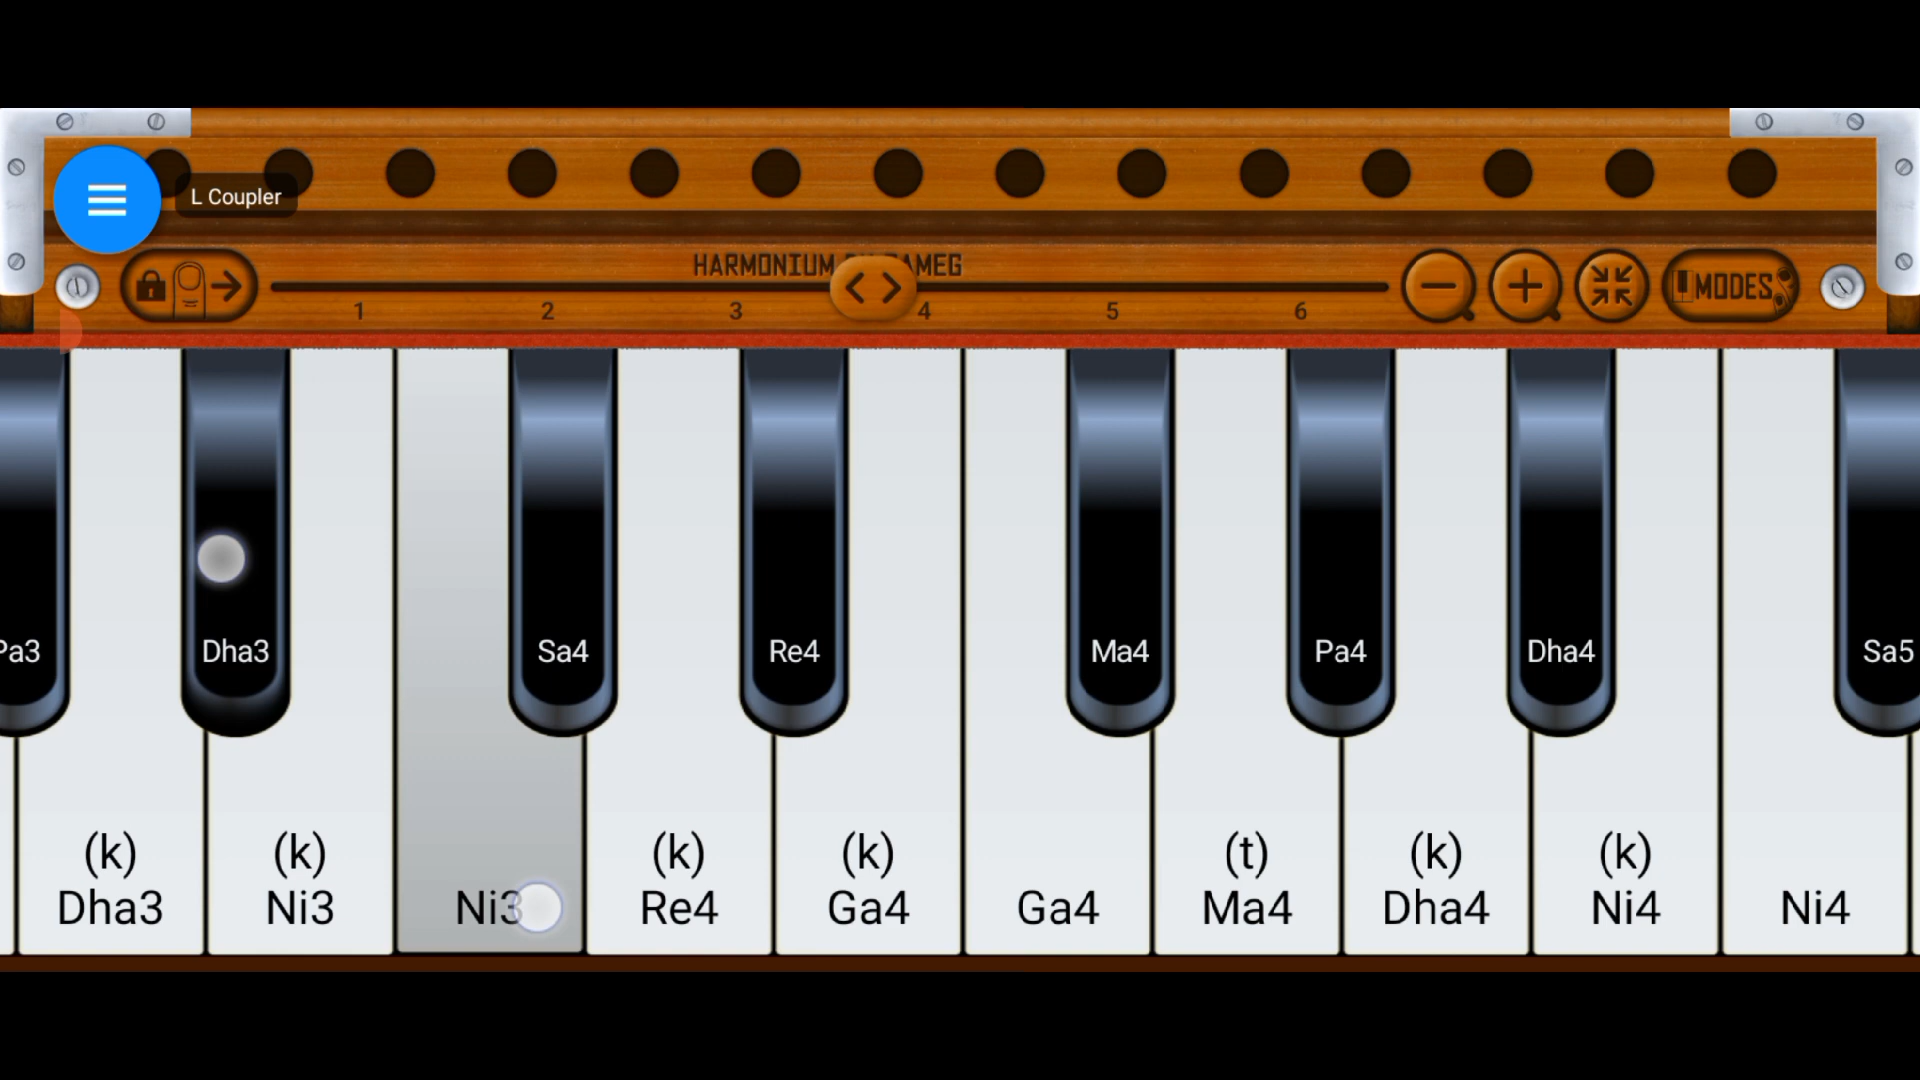 L Coupler
HARMONIUM AMEG
1 2 3 4 5 6
MODES
Pa3 Dha3 Sa4 Re4 Ma4 Pa4 Dha4 Sa5
(k) (k) (k) (k) (t) (k) (k)
Dha3 Ni3 Ni3 Re4 Ga4 Ga4 Ma4 Dha4 Ni4 Ni4